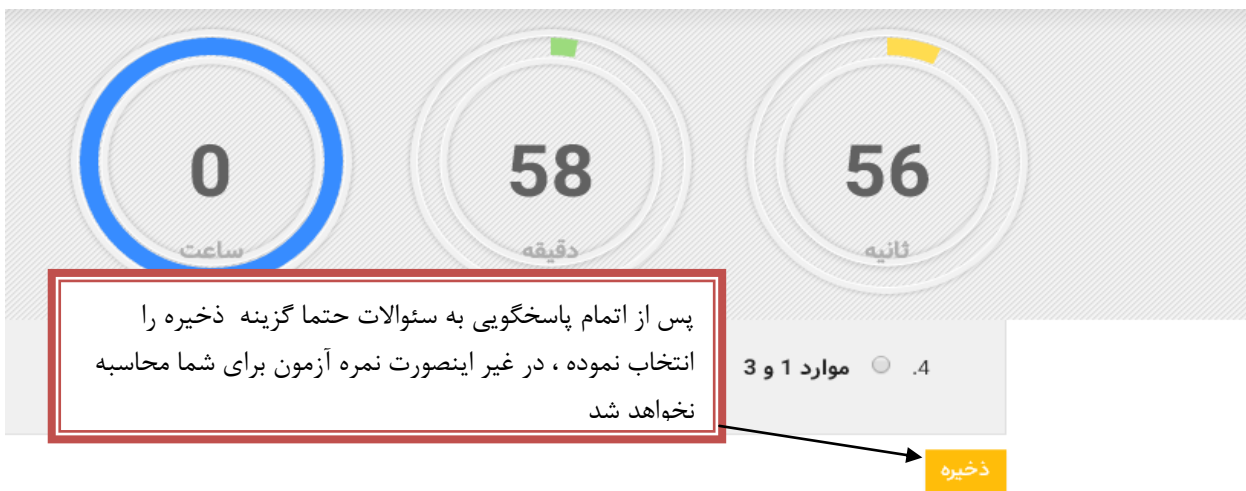 0
ساعت
58
دقیقه
56
ثانیه
پس از اتمام پاسخگویی به سئوالات حتما گزینه ذخیره را
انتخاب نموده ، در غیر اینصورت نمره آزمون برای شما محاسبه
نخواهد شد
4. موارد 1 و 3
ذخیره